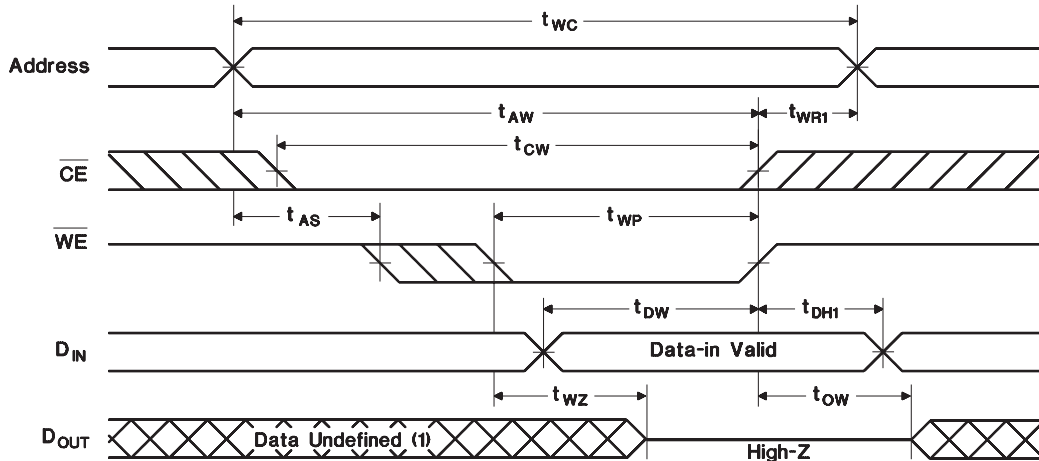 tWC
Address
tAW
tWR1
tCW
CE
tAS
tWP
WE
tDW
tDH1
DIN
Data-in Valid
tWZ
tOW
DOUT
Data Undefined (1)
High-Z